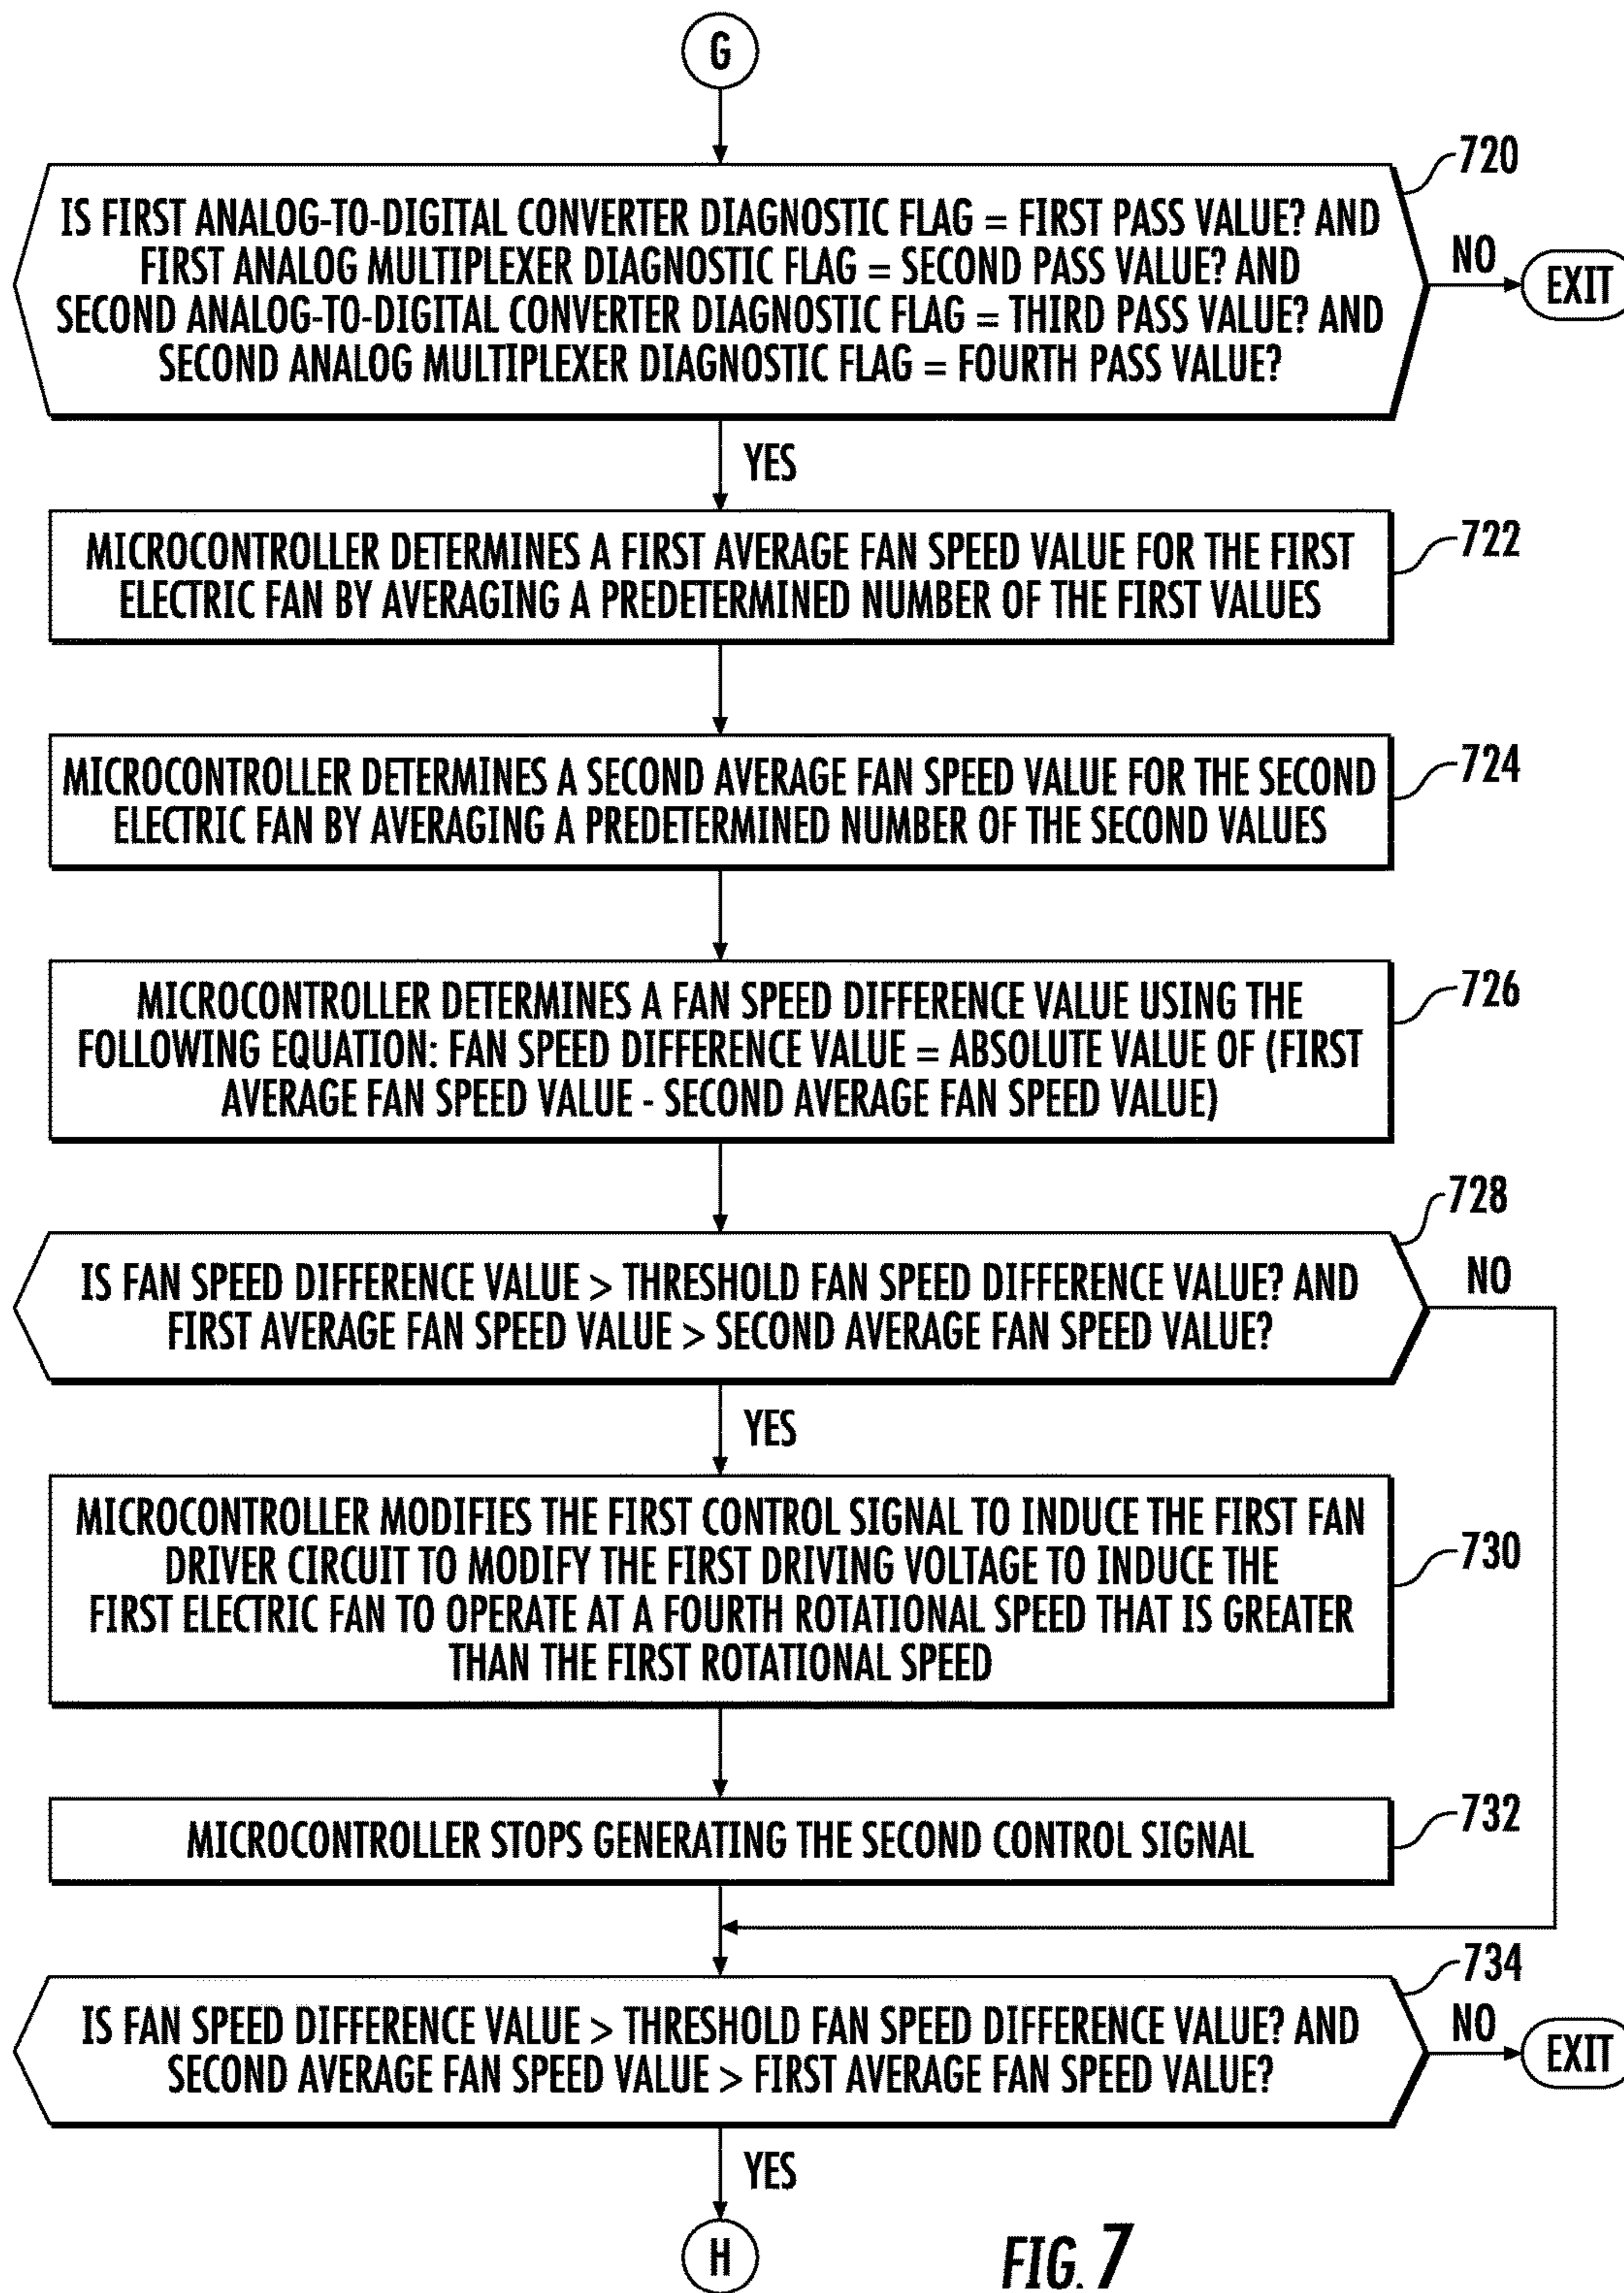 G
720
IS FIRST ANALOG-TO-DIGITAL CONVERTER DIAGNOSTIC FLAG = FIRST PASS VALUE? AND
FIRST ANALOG MULTIPLEXER DIAGNOSTIC FLAG = SECOND PASS VALUE? AND
SECOND ANALOG-TO-DIGITAL CONVERTER DIAGNOSTIC FLAG = THIRD PASS VALUE? AND
SECOND ANALOG MULTIPLEXER DIAGNOSTIC FLAG = FOURTH PASS VALUE?
NO
EXIT
YES
722
MICROCONTROLLER DETERMINES A FIRST AVERAGE FAN SPEED VALUE FOR THE FIRST
ELECTRIC FAN BY AVERAGING A PREDETERMINED NUMBER OF THE FIRST VALUES
724
MICROCONTROLLER DETERMINES A SECOND AVERAGE FAN SPEED VALUE FOR THE SECOND
ELECTRIC FAN BY AVERAGING A PREDETERMINED NUMBER OF THE SECOND VALUES
726
MICROCONTROLLER DETERMINES A FAN SPEED DIFFERENCE VALUE USING THE
FOLLOWING EQUATION: FAN SPEED DIFFERENCE VALUE = ABSOLUTE VALUE OF (FIRST
AVERAGE FAN SPEED VALUE - SECOND AVERAGE FAN SPEED VALUE)
728
IS FAN SPEED DIFFERENCE VALUE > THRESHOLD FAN SPEED DIFFERENCE VALUE? AND
FIRST AVERAGE FAN SPEED VALUE > SECOND AVERAGE FAN SPEED VALUE?
NO
YES
730
MICROCONTROLLER MODIFIES THE FIRST CONTROL SIGNAL TO INDUCE THE FIRST FAN
DRIVER CIRCUIT TO MODIFY THE FIRST DRIVING VOLTAGE TO INDUCE THE
FIRST ELECTRIC FAN TO OPERATE AT A FOURTH ROTATIONAL SPEED THAT IS GREATER
THAN THE FIRST ROTATIONAL SPEED
732
MICROCONTROLLER STOPS GENERATING THE SECOND CONTROL SIGNAL
734
IS FAN SPEED DIFFERENCE VALUE > THRESHOLD FAN SPEED DIFFERENCE VALUE? AND
SECOND AVERAGE FAN SPEED VALUE > FIRST AVERAGE FAN SPEED VALUE?
NO
EXIT
YES
H
FIG. 7